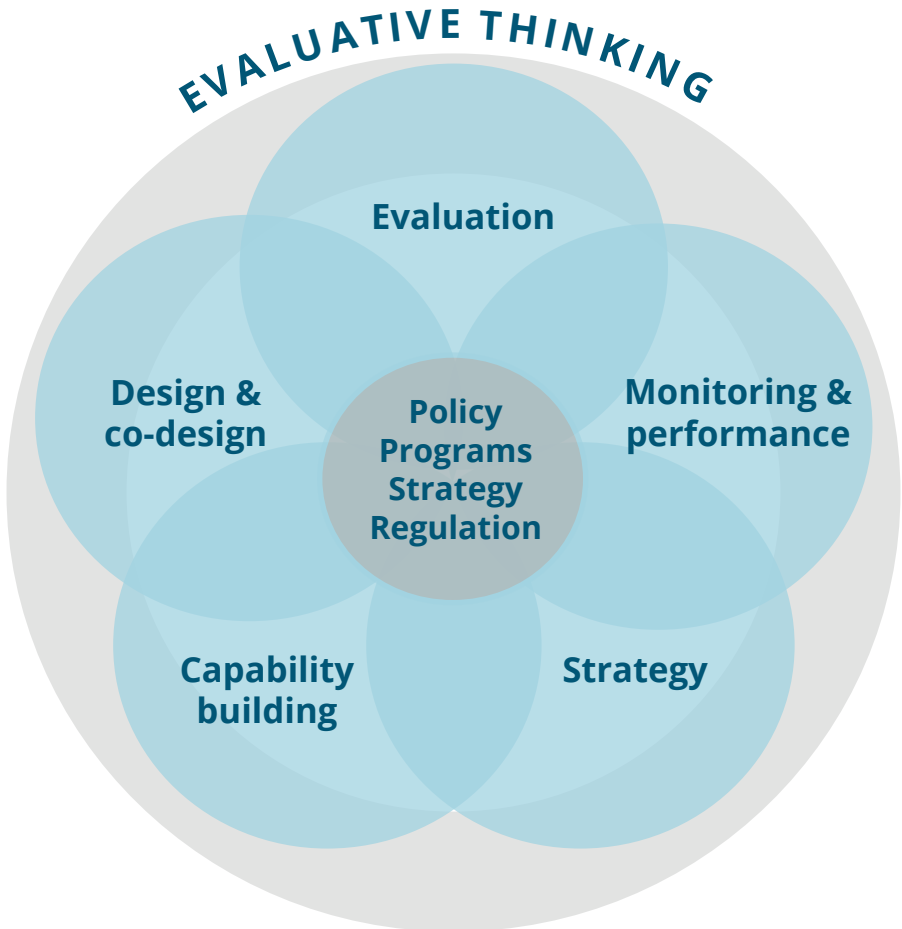 EVALUATIVE THINKING
Evaluation
Design &
co-design
Monitoring &
performance
Policy
Programs
Strategy
Regulation
Capability
building
Strategy